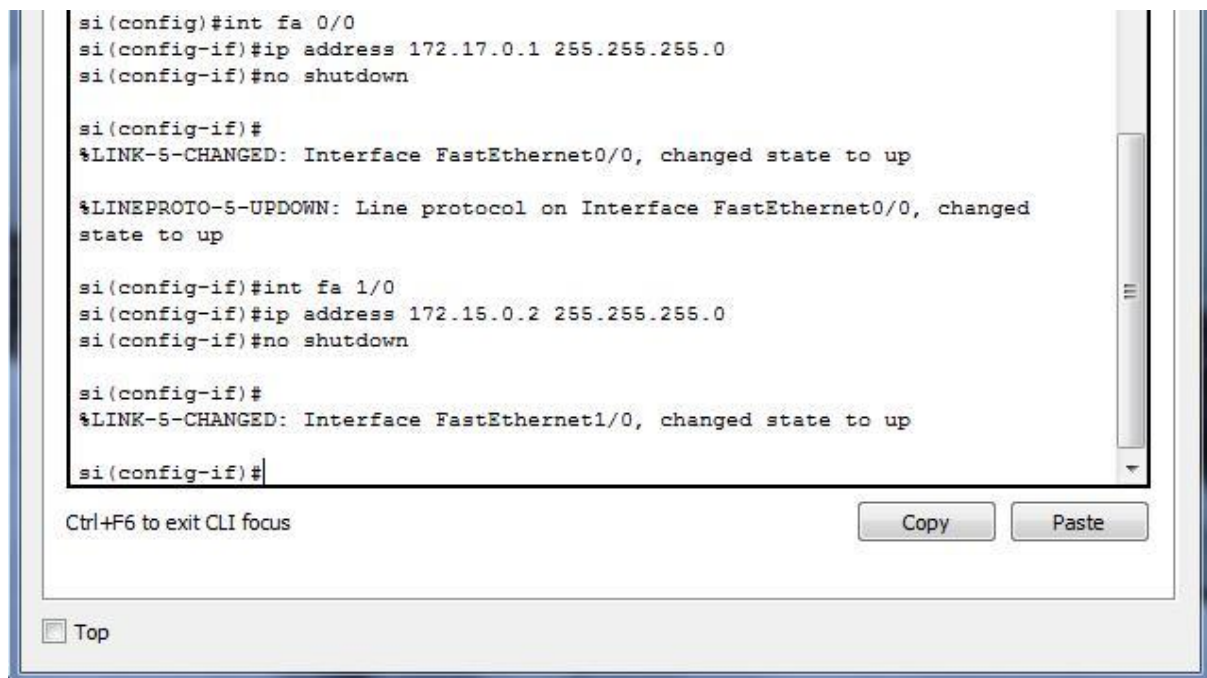 si(config)#int fa 0/0
si(config-if)#ip address 172.17.0.1 255.255.255.0
si(config-if)#no shutdown
si(config-if)#
%LINK-5-CHANGED: Interface FastEthernet0/0, changed state to up
%LINEPROTO-5-UPDOWN: Line protocol on Interface FastEthernet0/0, changed
state to up
si(config-if)#int fa 1/0
si(config-if)#ip address 172.15.0.2 255.255.255.0
si(config-if)#no shutdown
si(config-if)#
%LINK-5-CHANGED: Interface FastEthernet1/0, changed state to up
si(config-if)#
Ctrl+F6 to exit CLI focus
Copy
Paste
Top